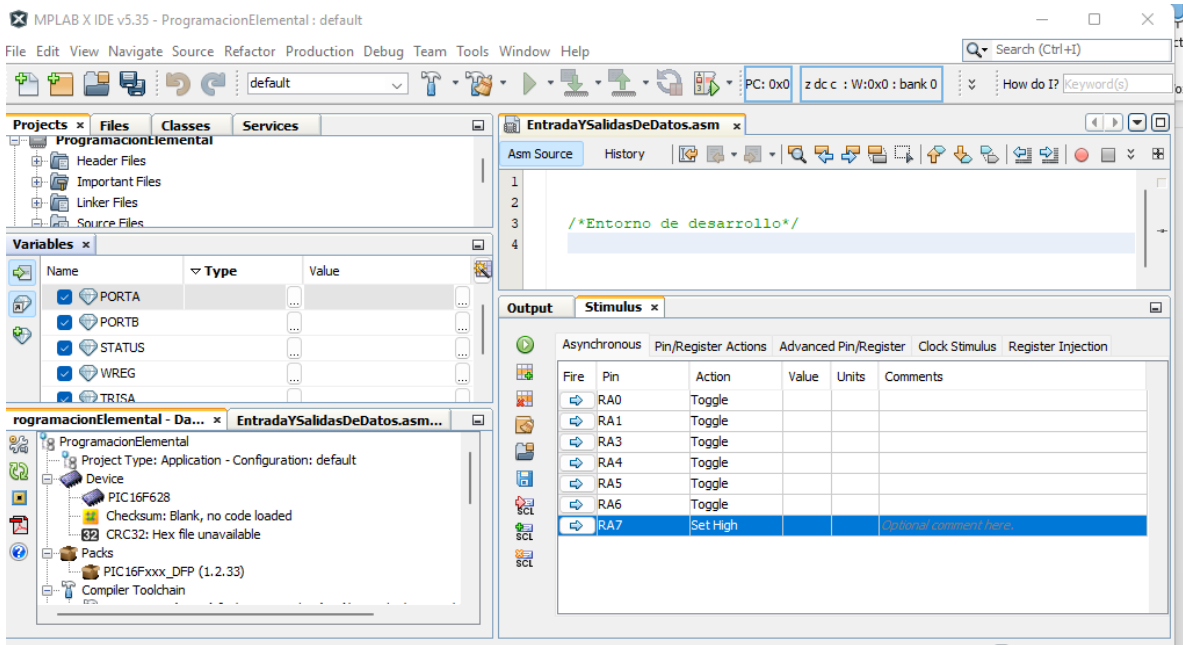 MPLAB X IDE v5.35 - ProgramacionElemental : default
File Edit View Navigate Source Refactor Production Debug Team Tools Window Help
Search (Ctrl+I)
default
PC: 0x0
z dc c : W:0x0 : bank 0
How do I? Keyword(s)
Projects Files Classes Services
ProgramacionElemental
Header Files
Important Files
Linker Files
Source Files
Variables
Name Type Value
PORTA
PORTB
STATUS
WREG
TRISA
rogramacionElemental - Da... EntradaYSalidasDeDatos.asm...
ProgramacionElemental
Project Type: Application - Configuration: default
Device
PIC16F628
Checksum: Blank, no code loaded
CRC32: Hex file unavailable
Packs
PIC16Fxxx_DFP (1.2.33)
Compiler Toolchain
EntradaYSalidasDeDatos.asm
Asm Source History
1
2
3 /*Entorno de desarrollo*/
4
Output Stimulus
Asynchronous Pin/Register Actions Advanced Pin/Register Clock Stimulus Register Injection
Fire Pin Action Value Units Comments
RA0 Toggle
RA1 Toggle
RA3 Toggle
RA4 Toggle
RA5 Toggle
RA6 Toggle
RA7 Set High Optional comment here.
SCL
SCL
SCL